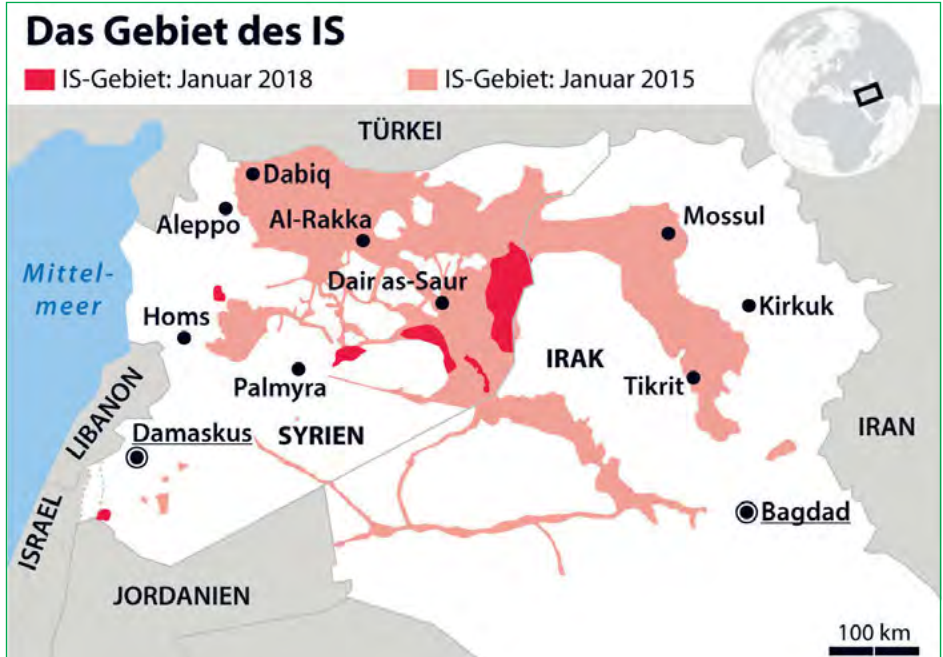 Das Gebiet des IS
IS-Gebiet: Januar 2018
IS-Gebiet: Januar 2015
TÜRKEI
Dabiq
Aleppo
Al-Rakka
Mossul
Mittel-
meer
Dair as-Saur
Homs
Kirkuk
IRAK
Palmyra
Tikrit
LIBANON
SYRIEN
IRAN
Damaskus
Bagdad
ISRAEL
JORDANIEN
100 km